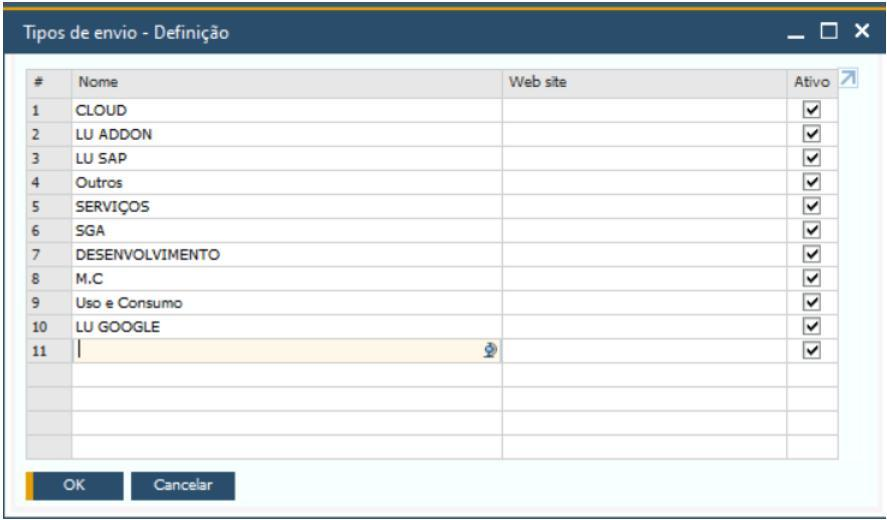 Tipos de envio - Definição
# Nome Web site Ativo
1 CLOUD
2 LU ADDON
3 LU SAP
4 Outros
5 SERVIÇOS
6 SGA
7 DESENVOLVIMENTO
8 M.C
9 Uso e Consumo
10 LU GOOGLE
11
OK Cancelar